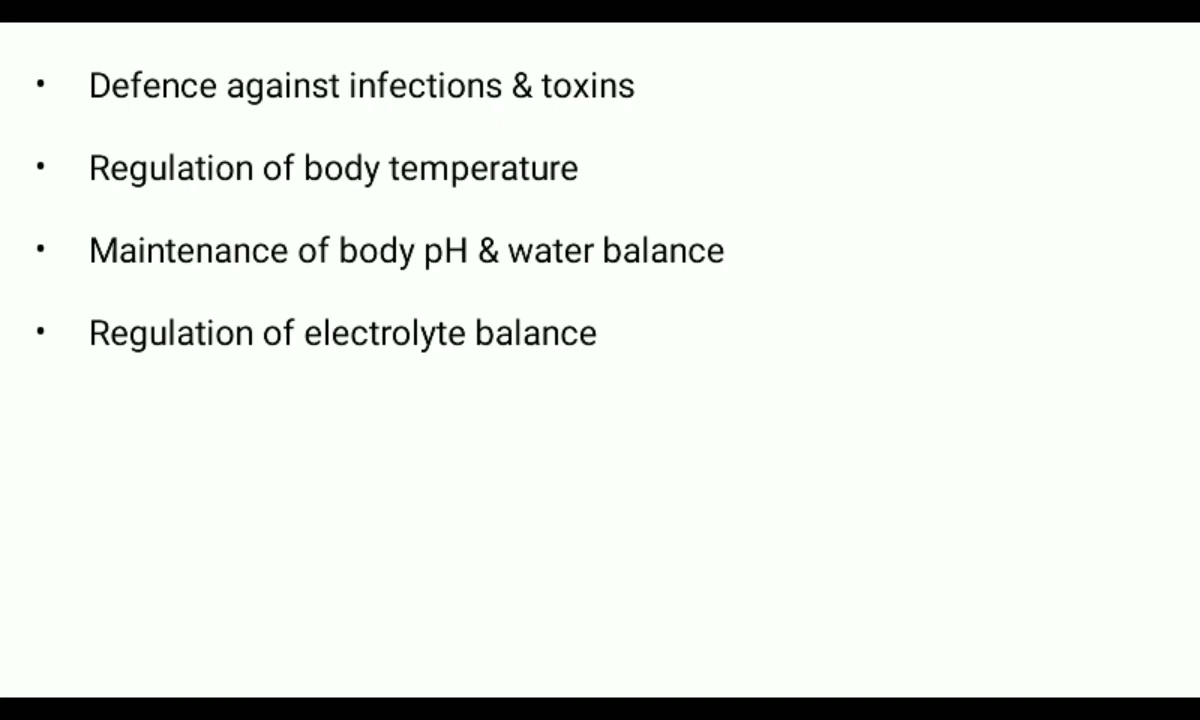 • Defence against infections & toxins
• Regulation of body temperature
• Maintenance of body pH & water balance
• Regulation of electrolyte balance